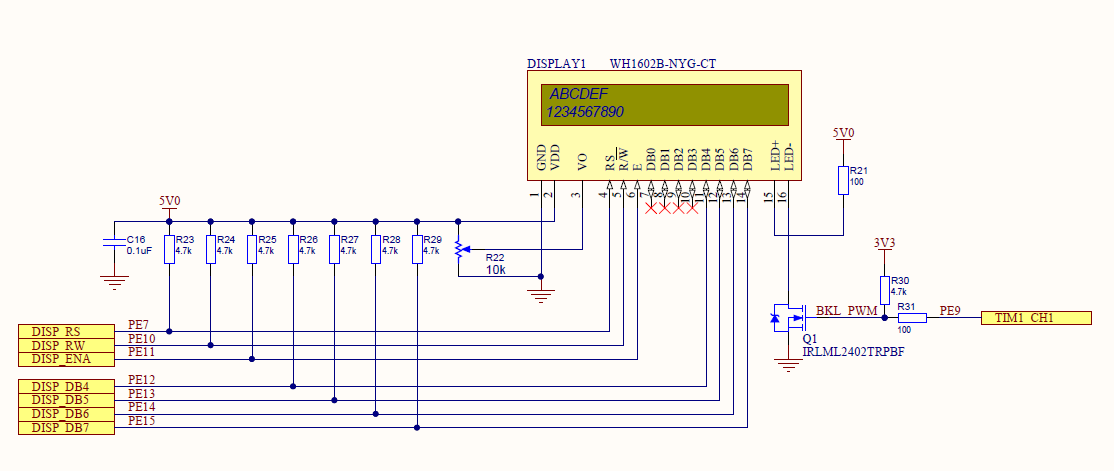 DISPLAY1 WH1602B-NYG-CT
ABCDEF
1234567890
GND VDD VO RS R/W E DB0 DB1 DB2 DB3 DB4 DB5 DB6 DB7 LED+ LED-
1 2 3 4 5 6 7 8 9 10 11 12 13 14 15 16
5V0
R21
100
5V0
C16
0.1uF
R23
4.7k
R24
4.7k
R25
4.7k
R26
4.7k
R27
4.7k
R28
4.7k
R29
4.7k
R22
10k
3V3
R30
4.7k
BKL_PWM
R31
100
PE9
TIM1_CH1
Q1
IRLML2402TRPBF
DISP_RS PE7
DISP_RW PE10
DISP_ENA PE11
DISP_DB4 PE12
DISP_DB5 PE13
DISP_DB6 PE14
DISP_DB7 PE15